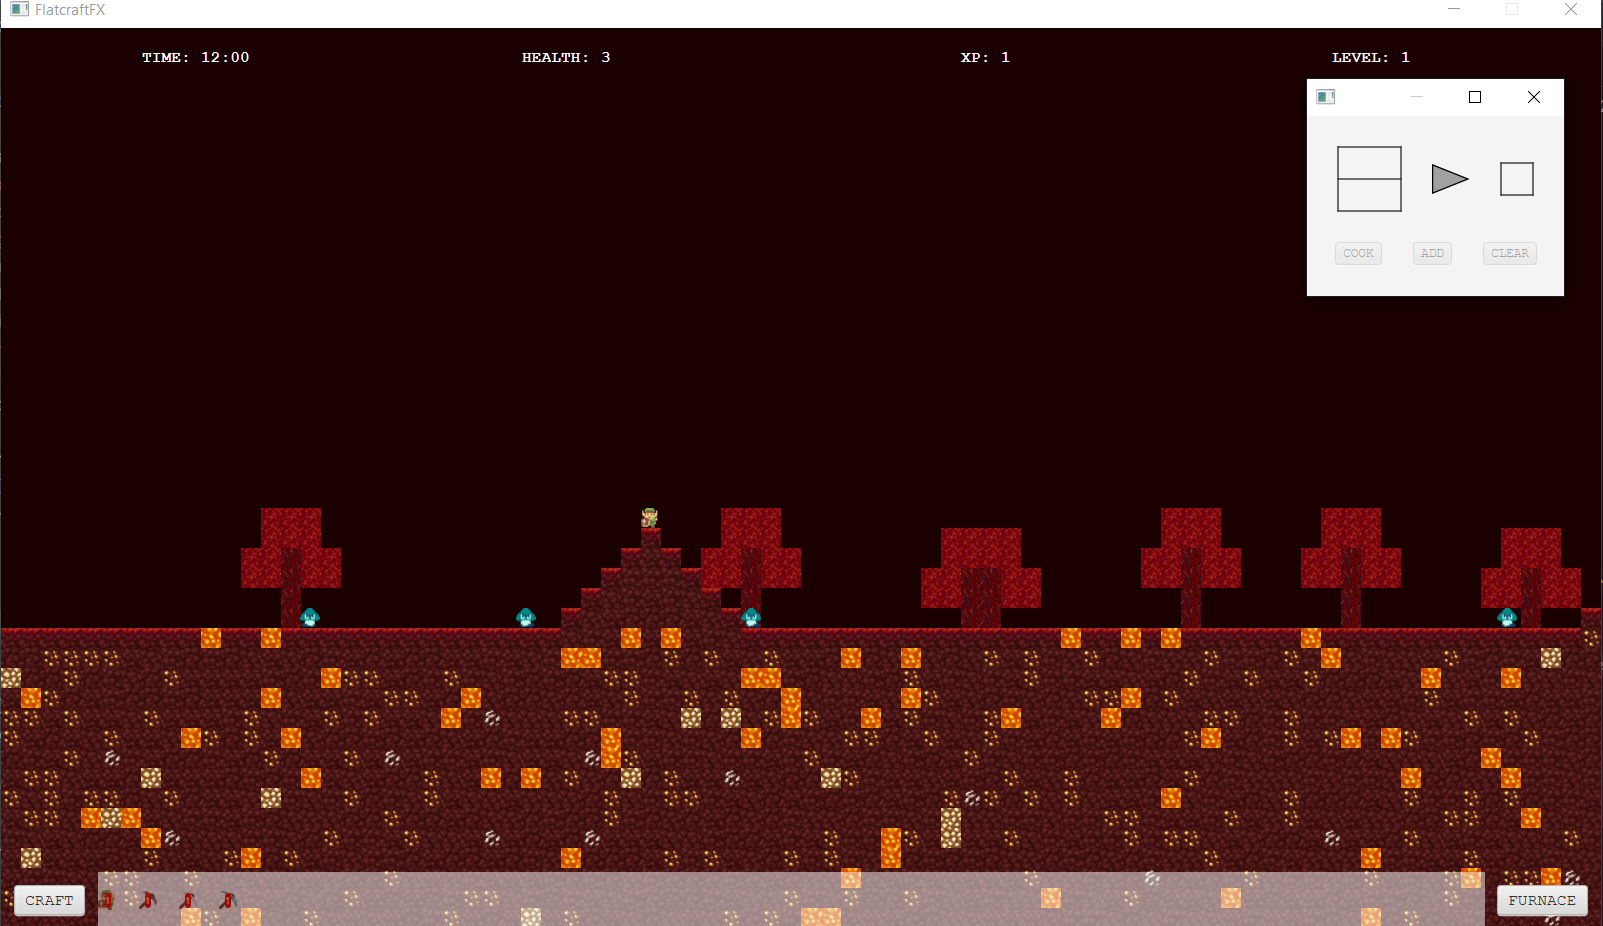 FlatcraftFX
TIME: 12:00 HEALTH: 3 XP: 1 LEVEL: 1
COOK ADD CLEAR
CRAFT FURNACE